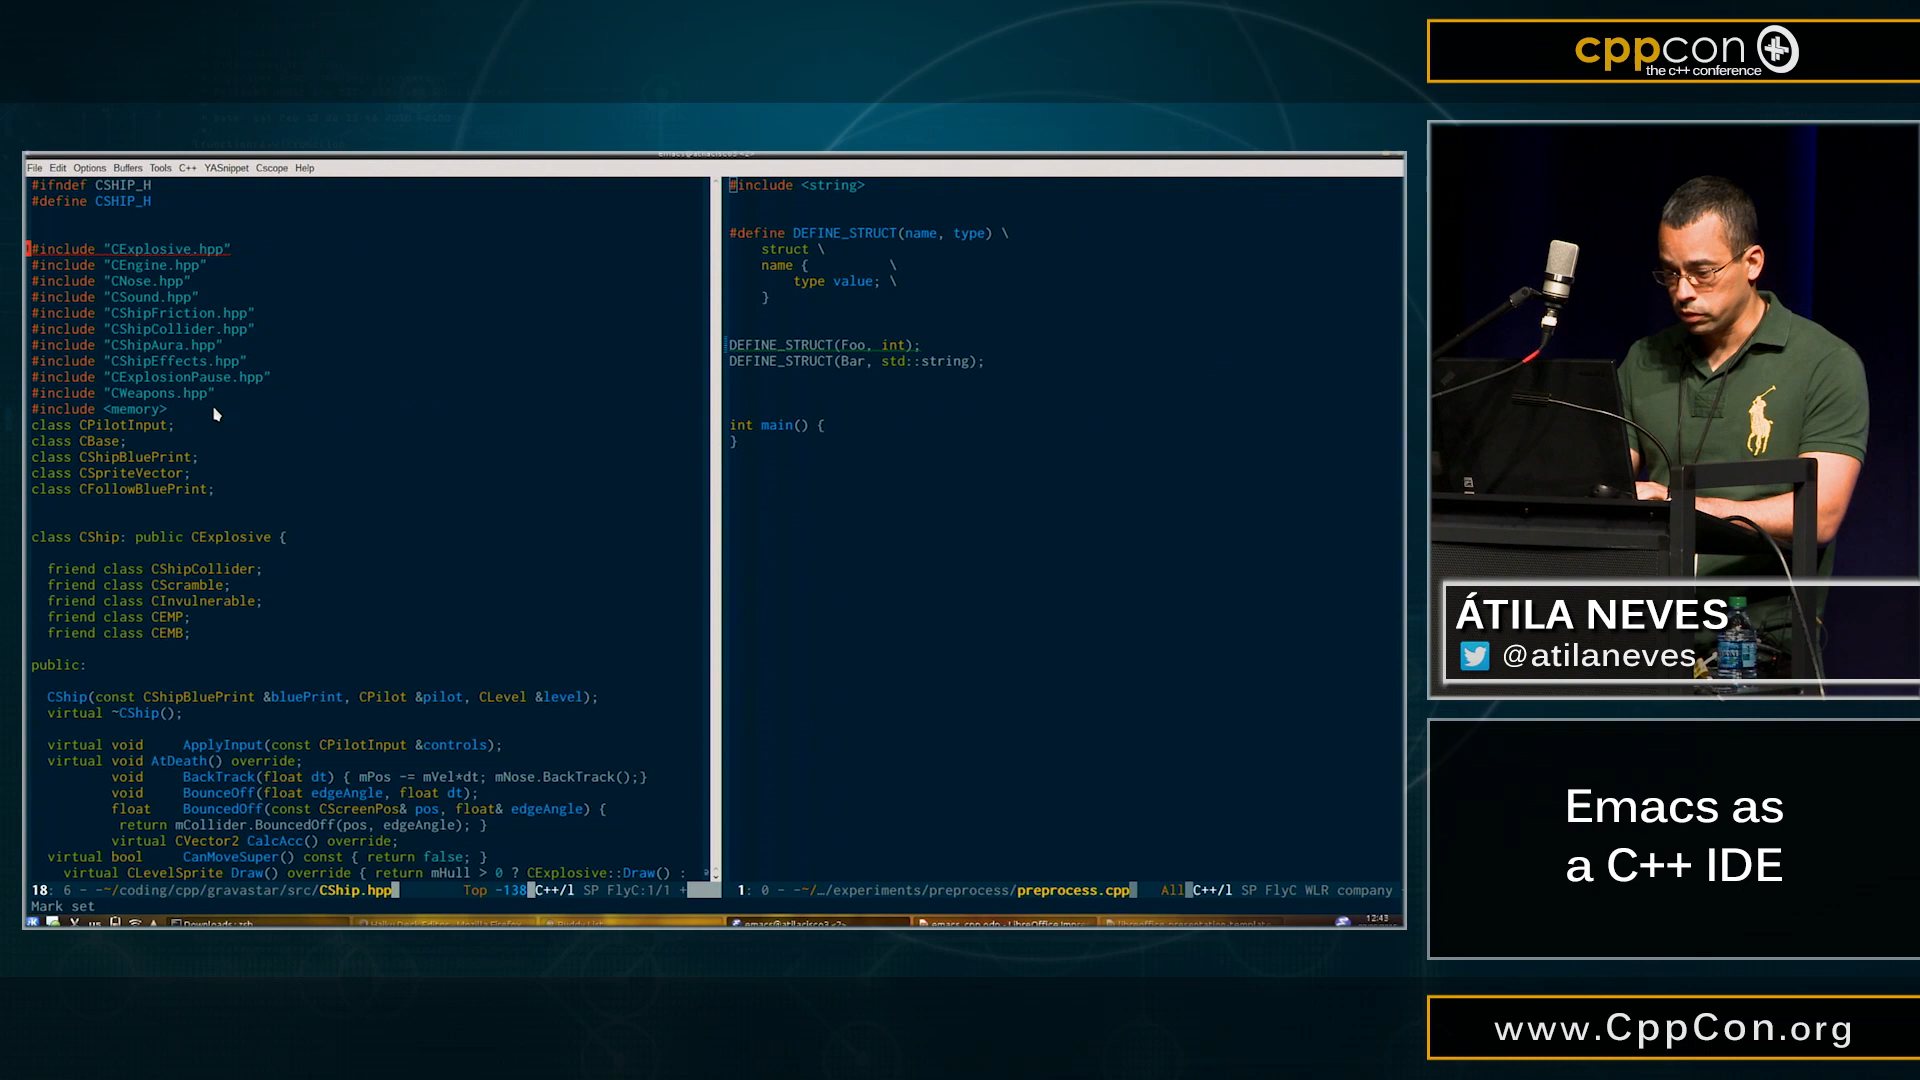 cppcon
the c++ conference
File Edit Options Buffers Tools C++ YASnippet Cscope Help
#ifndef CSHIP_H
#define CSHIP_H
#include "CExplosive.hpp"
#include "CEngine.hpp"
#include "CNose.hpp"
#include "CSound.hpp"
#include "CShipFriction.hpp"
#include "CShipCollider.hpp"
#include "CShipAura.hpp"
#include "CShipEffects.hpp"
#include "CExplosionPause.hpp"
#include "CWeapons.hpp"
#include <memory>
class CPilotInput;
class CBase;
class CShipBluePrint;
class CSpriteVector;
class CFollowBluePrint;
class CShip: public CExplosive {
friend class CShipCollider;
friend class CScramble;
friend class CInvulnerable;
friend class CEMP;
friend class CEMB;
public:
CShip(const CShipBluePrint &bluePrint, CPilot &pilot, CLevel &level);
virtual ~CShip();
virtual void ApplyInput(const CPilotInput &controls);
virtual void AtDeath() override;
void BackTrack(float dt) { mPos -= mVel*dt; mNose.BackTrack();}
void BounceOff(float edgeAngle, float dt);
float BouncedOff(const CScreenPos& pos, float& edgeAngle) {
return mCollider.BouncedOff(pos, edgeAngle); }
virtual CVector2 CalcAcc() override;
virtual bool CanMoveSuper() const { return false; }
virtual CLevelSprite Draw() override { return mHull > 0 ? CExplosive::Draw() :
18: 6 - -~/coding/cpp/gravastar/src/CShip.hpp Top -138 C++/l SP FlyC:1/1 +
Mark set
#include <string>
#define DEFINE_STRUCT(name, type) \
struct \
name { \
type value; \
}
DEFINE_STRUCT(Foo, int);
DEFINE_STRUCT(Bar, std::string);
int main() {
}
1: 0 - -~/…/experiments/preprocess/preprocess.cpp All C++/l SP FlyC WLR company
12:43
ÁTILA NEVES
@atilaneves
Emacs as
a C++ IDE
www.CppCon.org